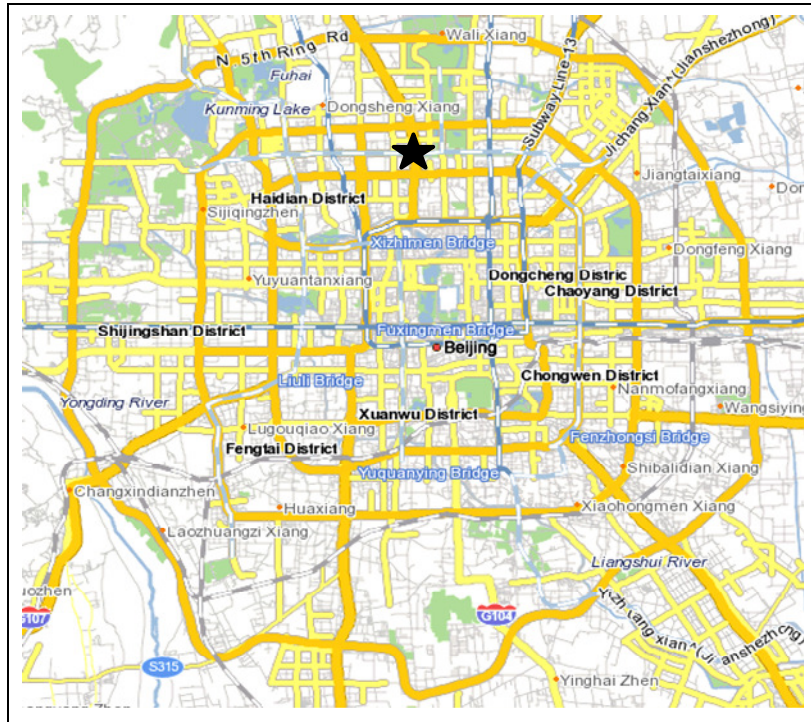 Wali Xiang
N 5th Ring Rd
Fuhai
Kunming Lake
Dongsheng Xiang
Subway Line 13
Jichang Xian^(Jianshezhong)
Jiangtaixiang
Haidian District
Sijiqingzhen
Xizhimen Bridge
Dongfeng Xiang
Yuyuantanxiang
Dongcheng Distric
Chaoyang District
Shijingshan District
Fuxingmen Bridge
Beijing
Liuli Bridge
Chongwen District
Nanmofangxiang
Yongding River
Xuanwu District
Wangsiying
Lugouqiao Xiang
Fenzhongsi Bridge
Fengtai District
Yuquanying Bridge
Shibalidian Xiang
Changxindianzhen
Huaxiang
Xiaohongmen Xiang
Laozhuangzi Xiang
Liangshui River
uozhen
G104
S315
Yinghai Zhen